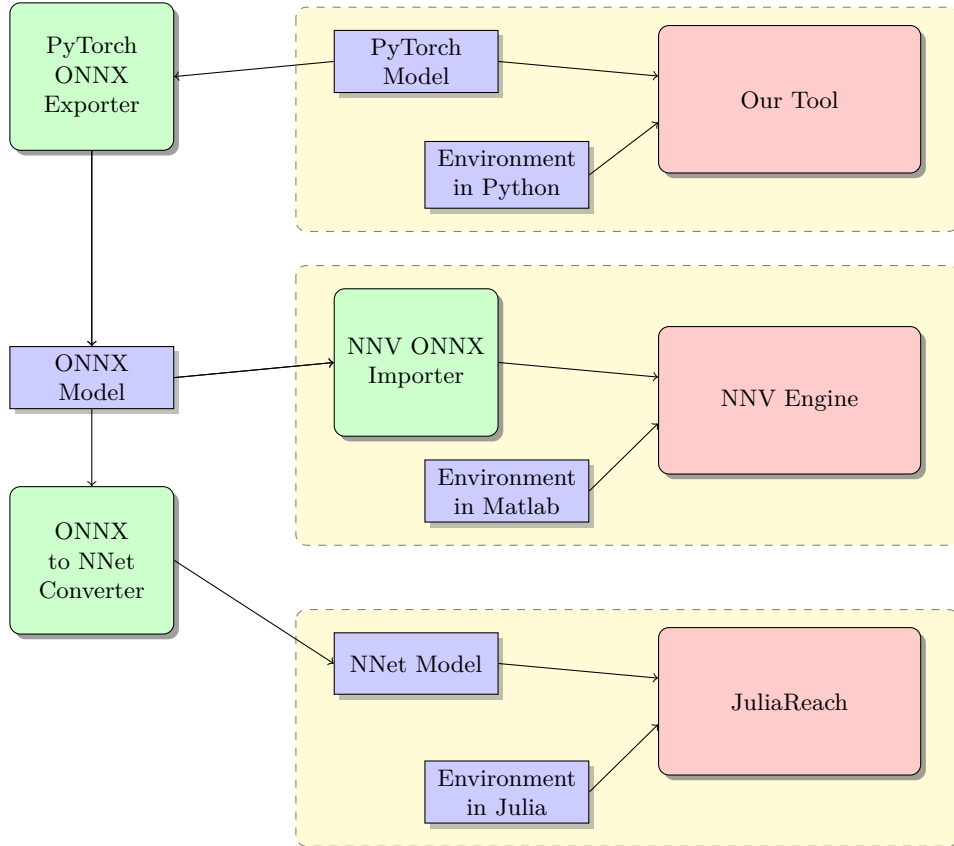 PyTorch
ONNX
Exporter
PyTorch
Model
Our Tool
Environment
in Python
ONNX
Model
NNV ONNX
Importer
NNV Engine
Environment
in Matlab
ONNX
to NNet
Converter
NNet Model
JuliaReach
Environment
in Julia